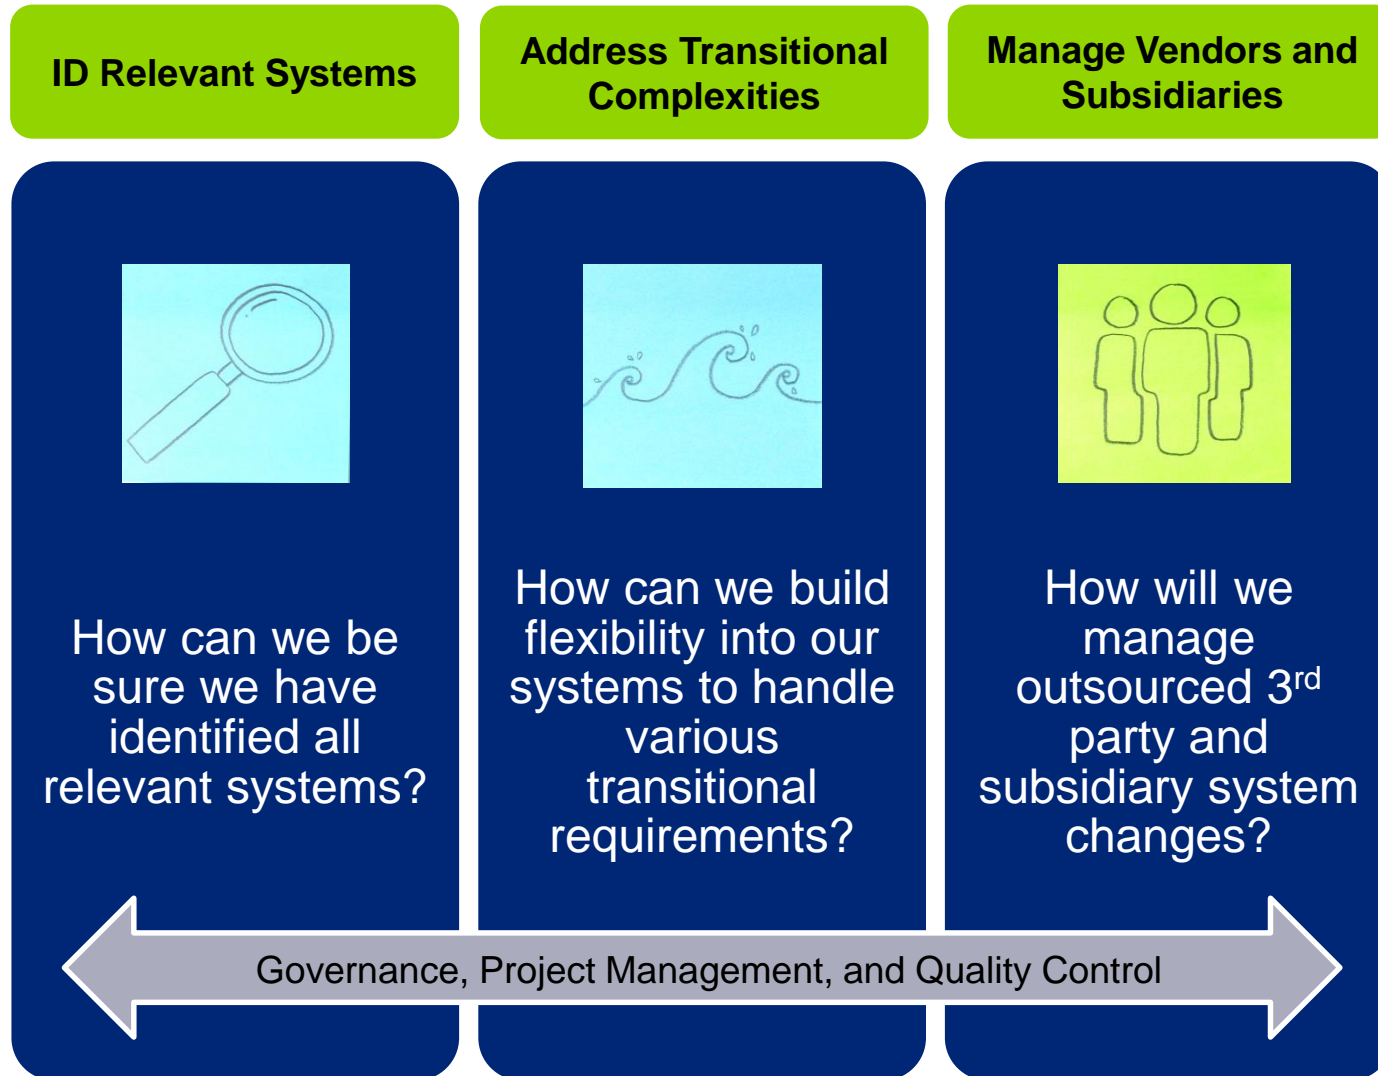 ID Relevant Systems
Address Transitional
Complexities
Manage Vendors and
Subsidiaries
How can we be
sure we have
identified all
relevant systems?
How can we build
flexibility into our
systems to handle
various
transitional
requirements?
How will we
manage
outsourced 3rd
party and
subsidiary system
changes?
Governance, Project Management, and Quality Control